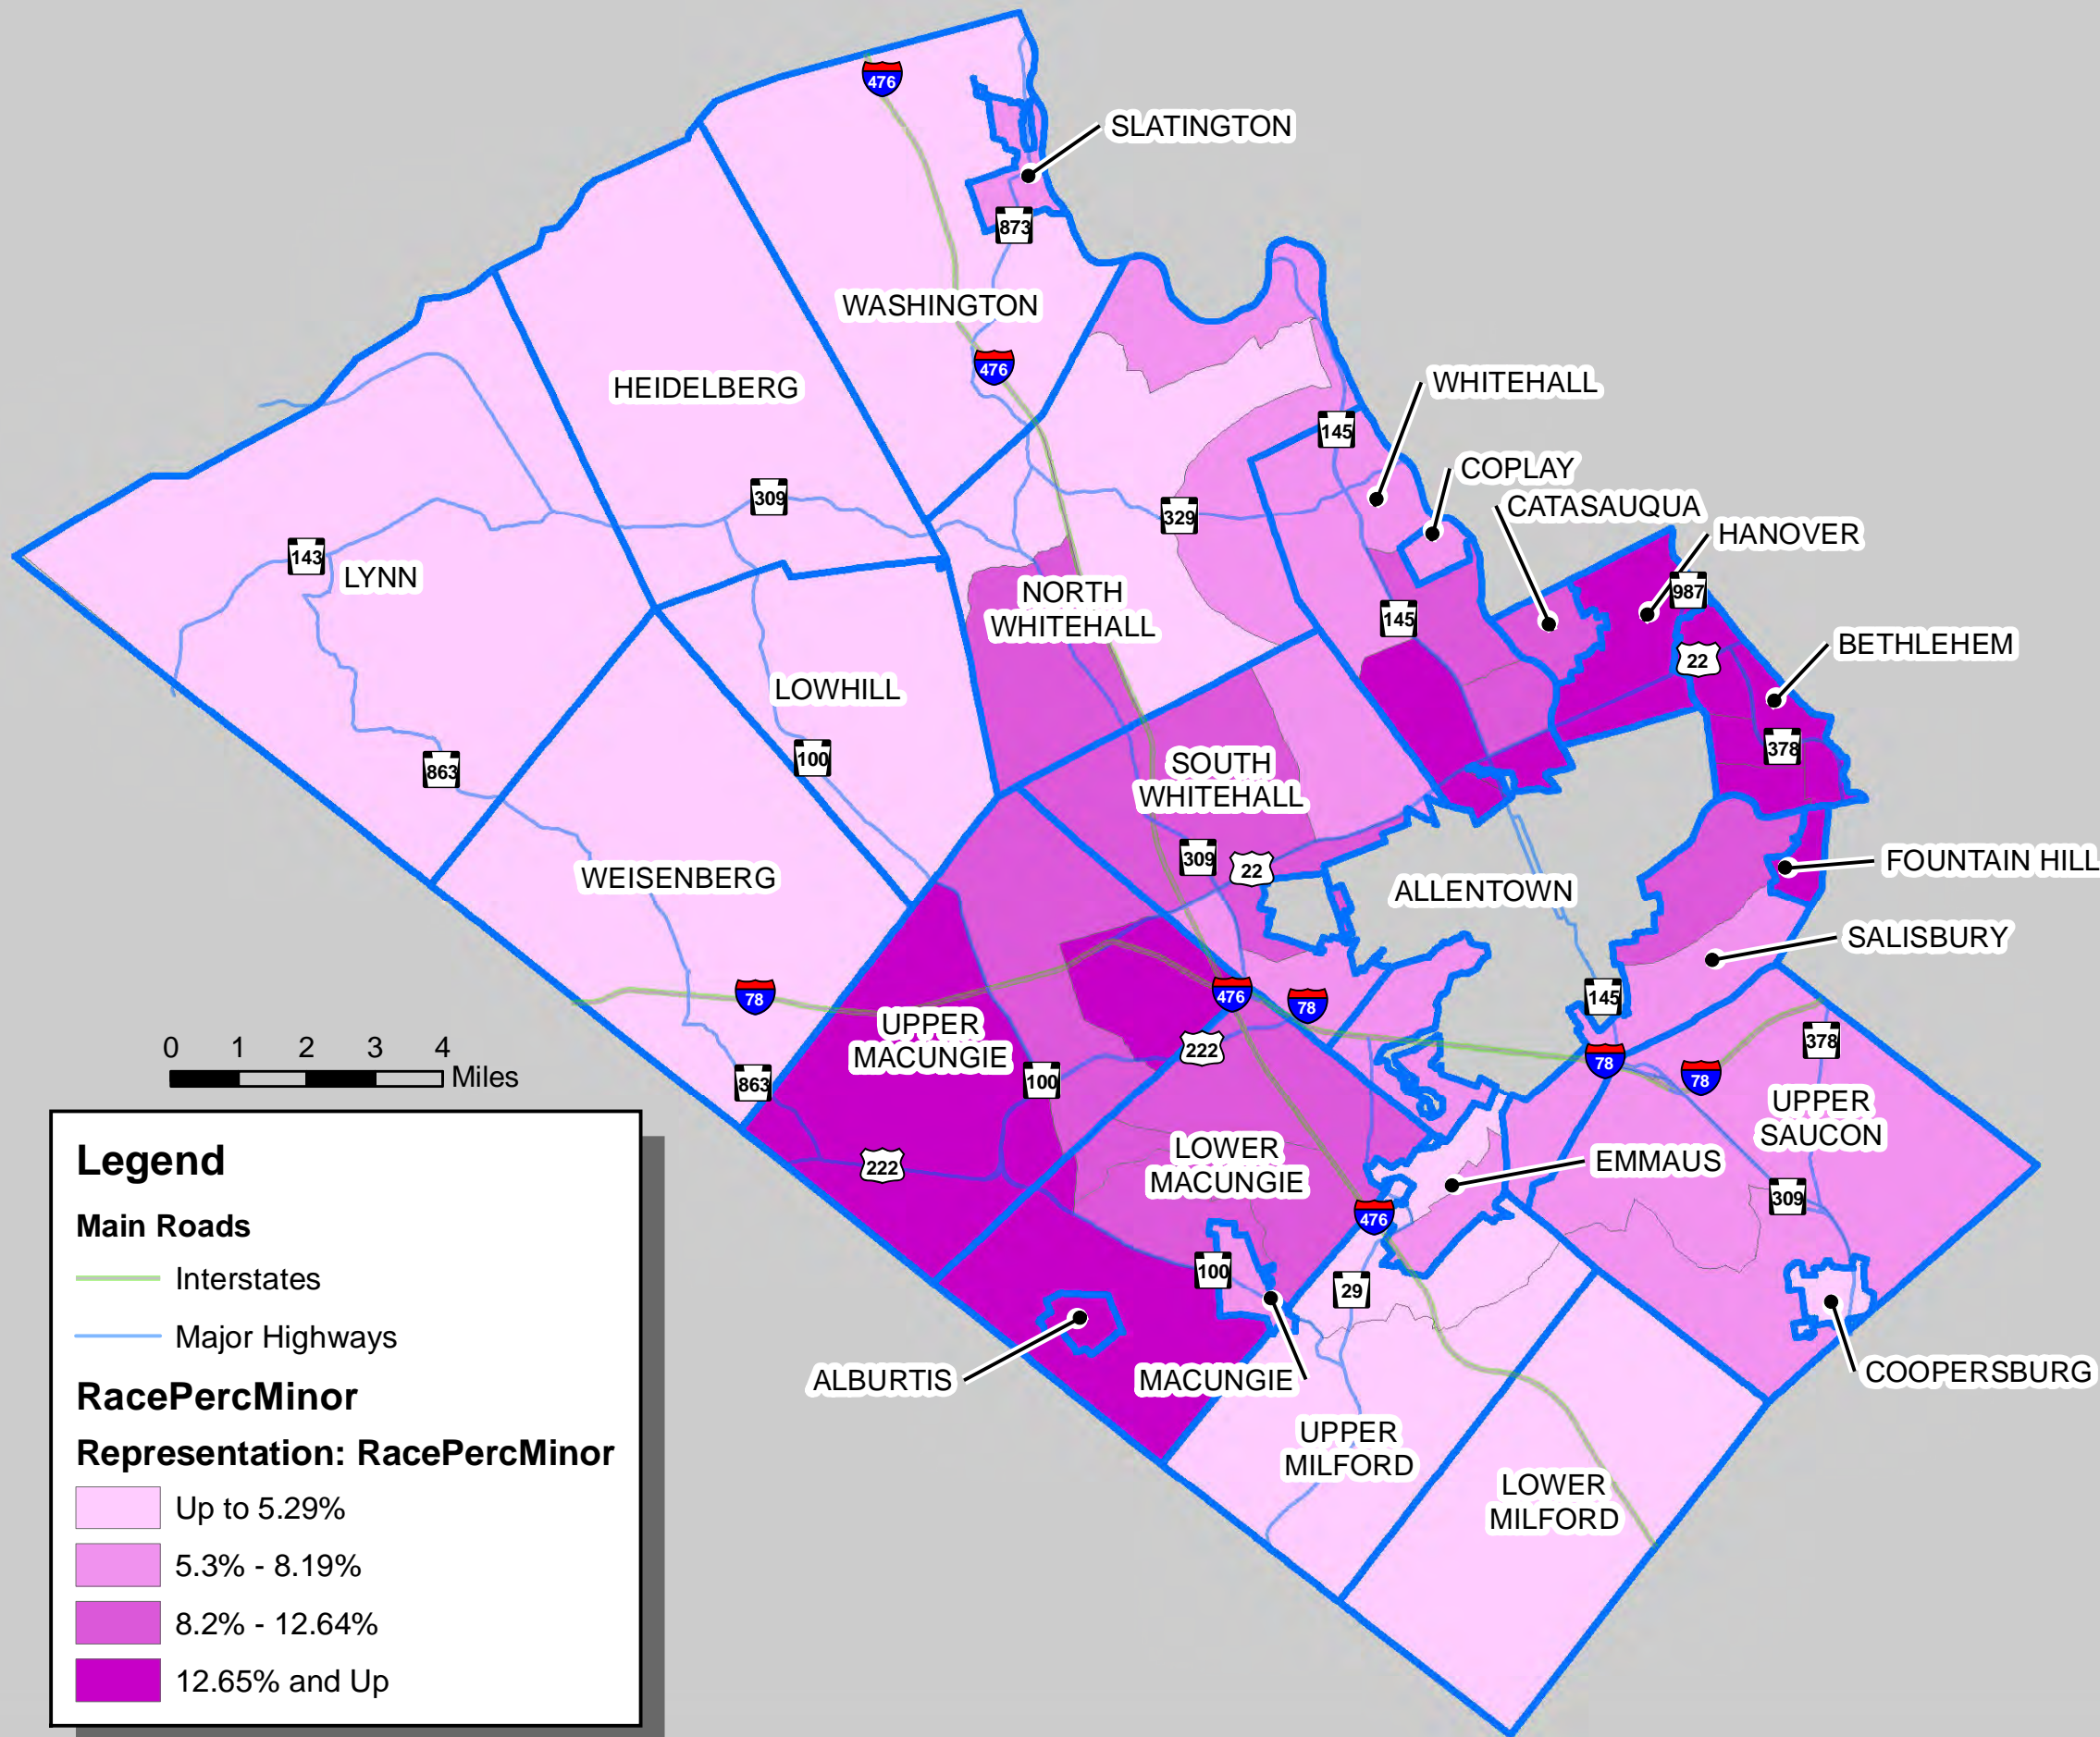 476
SLATINGTON
873
WASHINGTON
476
HEIDELBERG
WHITEHALL
145
COPLAY
CATASAUQUA
309
329
HANOVER
143
LYNN
987
NORTH
WHITEHALL
145
BETHLEHEM
22
LOWHILL
378
100
863
SOUTH
WHITEHALL
309
22
FOUNTAIN HILL
WEISENBERG
ALLENTOWN
SALISBURY
78
476
78
145
UPPER
MACUNGIE
378
0 1 2 3 4
Miles
222
78
78
863
100
UPPER
SAUCON
LOWER
MACUNGIE
222
EMMAUS
309
476
100
29
COOPERSBURG
ALBURTIS
MACUNGIE
UPPER
MILFORD
LOWER
MILFORD
Legend
Main Roads
Interstates
Major Highways
RacePercMinor
Representation: RacePercMinor
Up to 5.29%
5.3% - 8.19%
8.2% - 12.64%
12.65% and Up